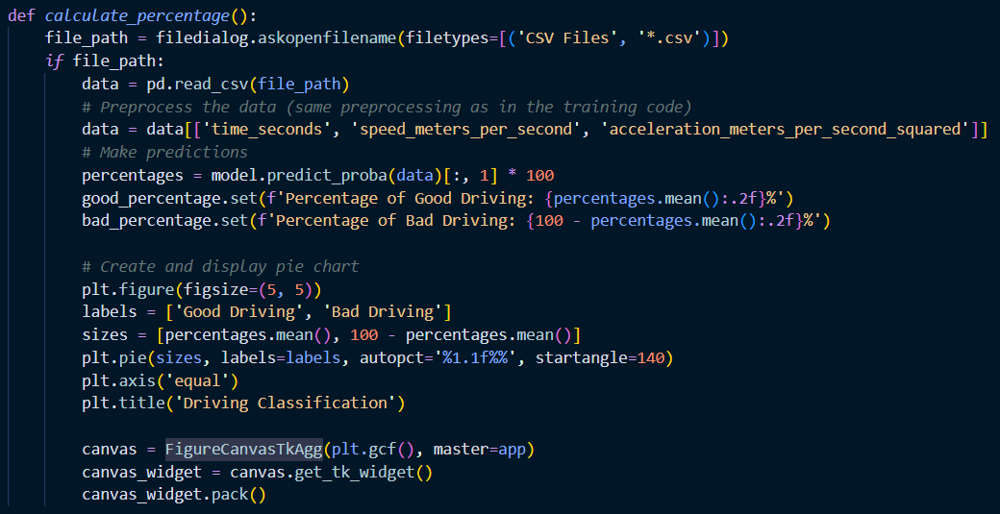 def calculate_percentage():
    file_path = filedialog.askopenfilename(filetypes=[('CSV Files', '*.csv')])
    if file_path:
        data = pd.read_csv(file_path)
        # Preprocess the data (same preprocessing as in the training code)
        data = data[['time_seconds', 'speed_meters_per_second', 'acceleration_meters_per_second_squared']]
        # Make predictions
        percentages = model.predict_proba(data)[:, 1] * 100
        good_percentage.set(f'Percentage of Good Driving: {percentages.mean():.2f}%')
        bad_percentage.set(f'Percentage of Bad Driving: {100 - percentages.mean():.2f}%')

        # Create and display pie chart
        plt.figure(figsize=(5, 5))
        labels = ['Good Driving', 'Bad Driving']
        sizes = [percentages.mean(), 100 - percentages.mean()]
        plt.pie(sizes, labels=labels, autopct='%1.1f%%', startangle=140)
        plt.axis('equal')
        plt.title('Driving Classification')

        canvas = FigureCanvasTkAgg(plt.gcf(), master=app)
        canvas_widget = canvas.get_tk_widget()
        canvas_widget.pack()